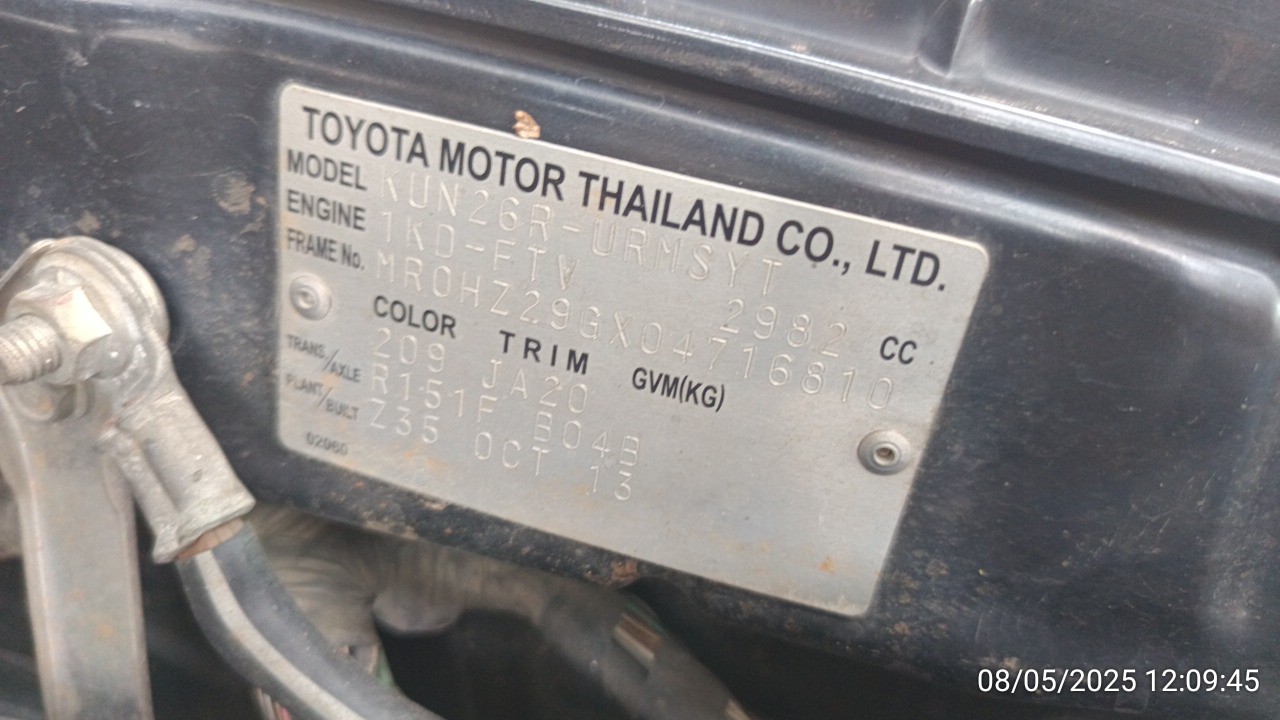 TOYOTA MOTOR THAILAND CO., LTD.
MODEL KUN26R-URMSYT
ENGINE 1KD-FTV 2982 CC
FRAME No. MR0HZ29GX04716810
COLOR TRIM GVM(KG)
209 JA20
TRANS/AXLE R151F B04B
PLANT/BUILT Z35 OCT 13
02060
08/05/2025 12:09:45